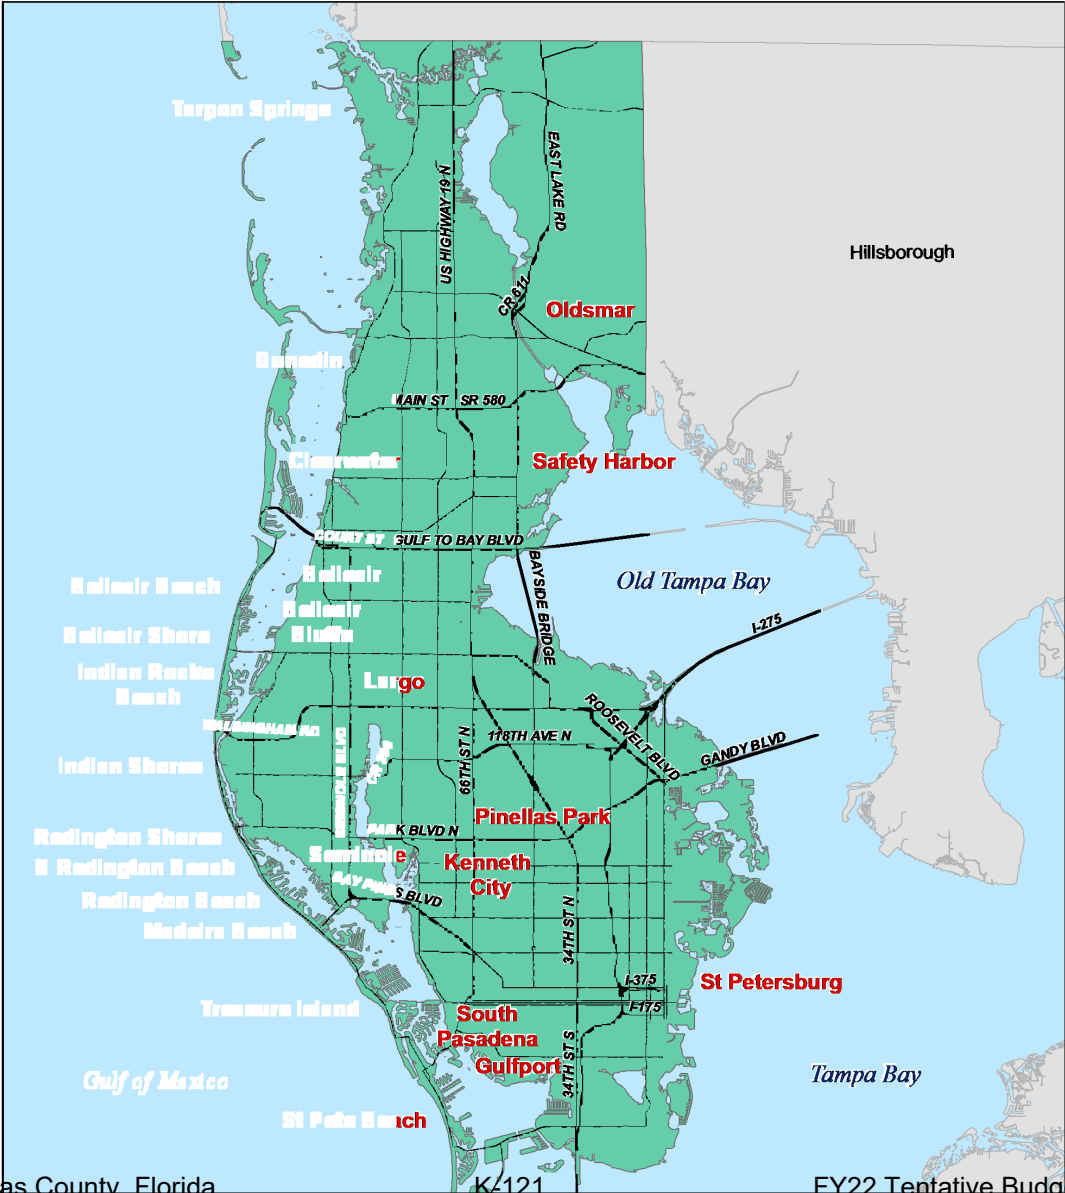 Tarpon Springs
EAST LAKE RD
US HIGHWAY 19 N
Hillsborough
CR 611
Oldsmar
Dunedin
MAIN ST
SR 580
Clearwater
Safety Harbor
COURT ST
GULF TO BAY BLVD
BAYSIDE BRIDGE
Belleair
Old Tampa Bay
Belleair Beach
Belleair
Bluffs
I-275
Belleair Shore
Indian Rocks
Beach
Largo
ROOSEVELT BLVD
WALSINGHAM RD
118TH AVE N
GANDY BLVD
66TH ST N
SEMINOLE BLVD
Indian Shores
Pinellas Park
PARK BLVD N
Redington Shores
Seminole
Kenneth
City
N Redington Beach
BAY PINES BLVD
Redington Beach
Madeira Beach
34TH ST N
I-375
St Petersburg
Treasure Island
I-175
South
Pasadena
Gulfport
34TH ST S
Gulf of Mexico
Tampa Bay
St Pete Beach
as County, Florida
K-121
FY22 Tentative Budg